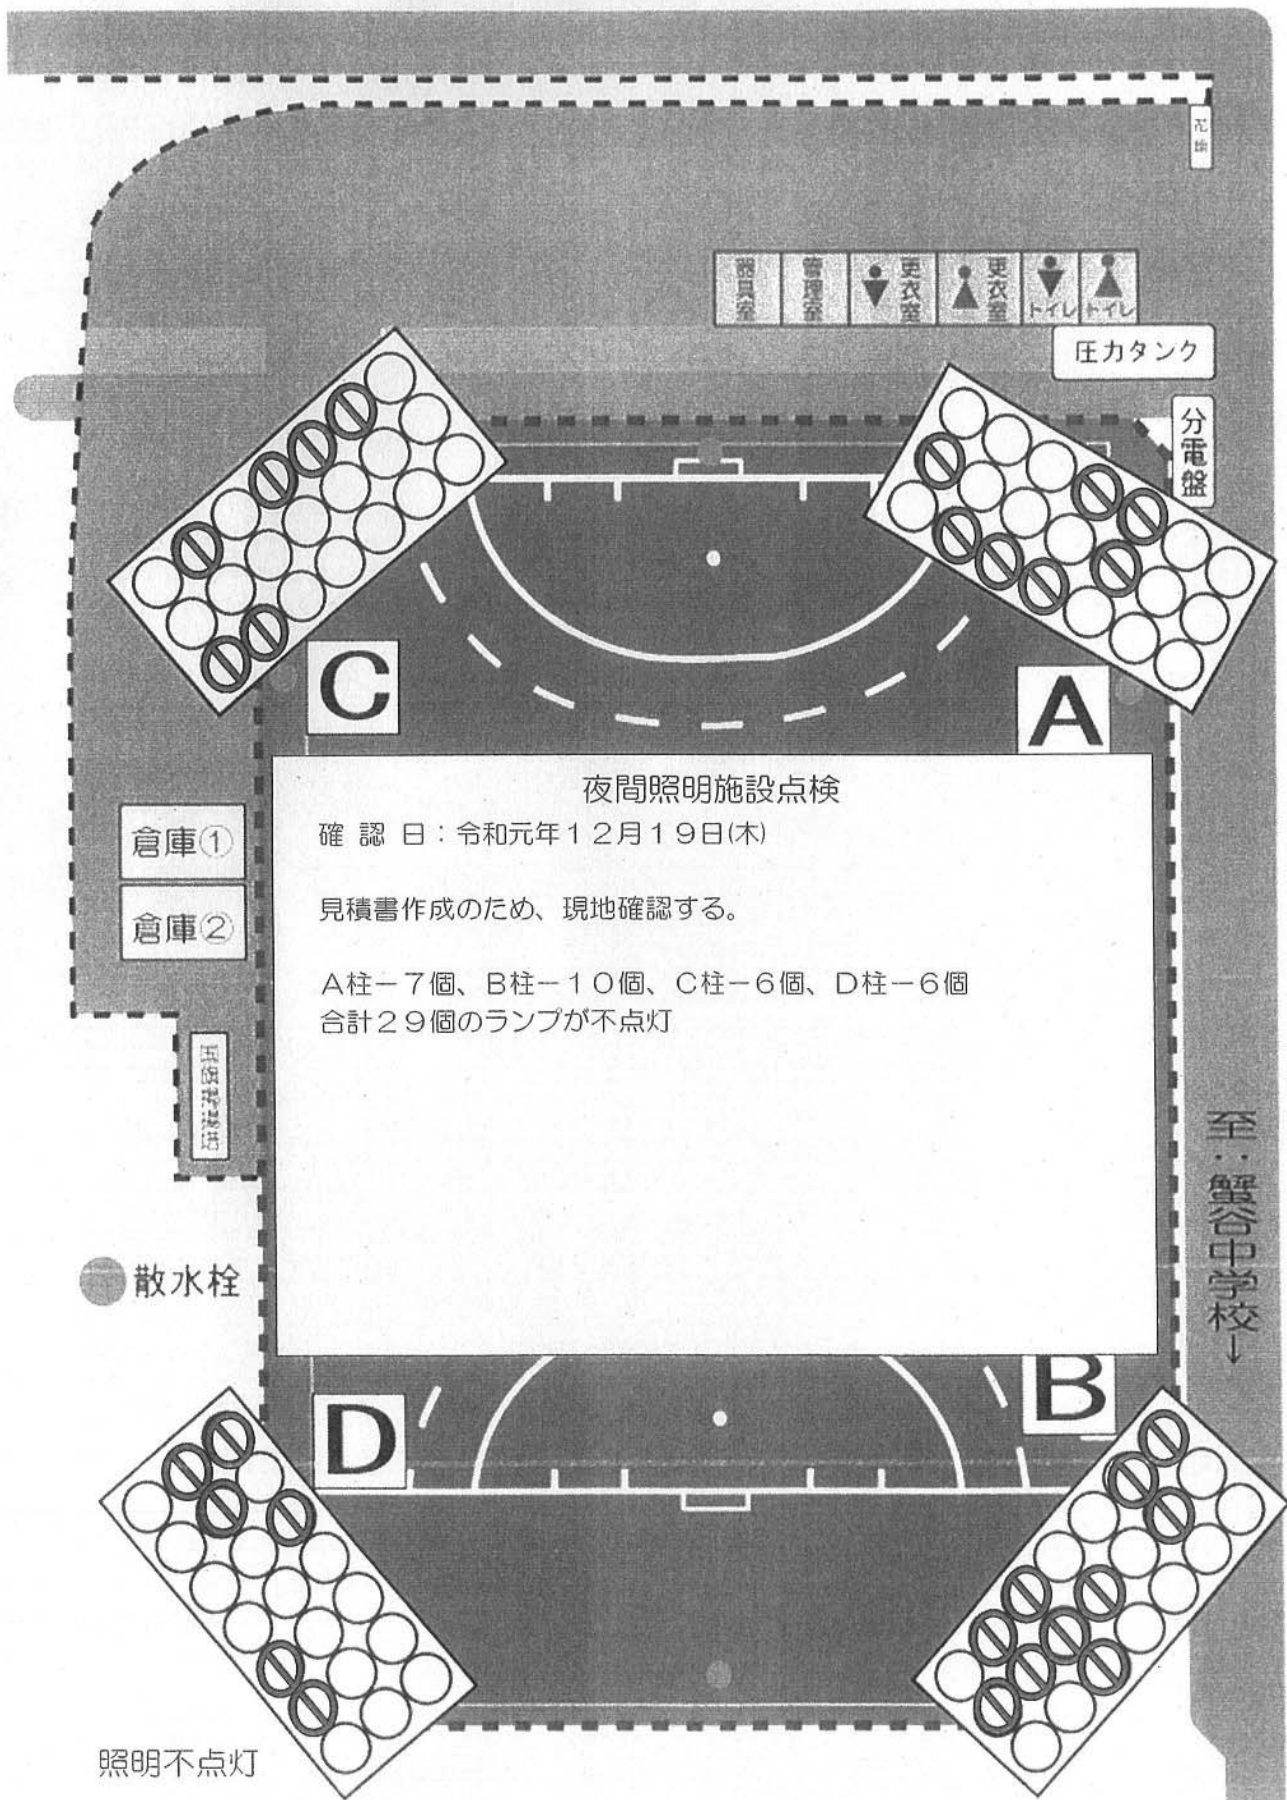 花壇
器具室
管理室
更衣室
更衣室
トイレ
トイレ
圧力タンク
分電盤
C
A
夜間照明施設点検
確 認 日：令和元年１２月１９日(木)
見積書作成のため、現地確認する。
A柱－７個、B柱－１０個、C柱－６個、D柱－６個
合計２９個のランプが不点灯
倉庫①
倉庫②
至：蟹谷中学校→
散水栓
D
B
照明不点灯